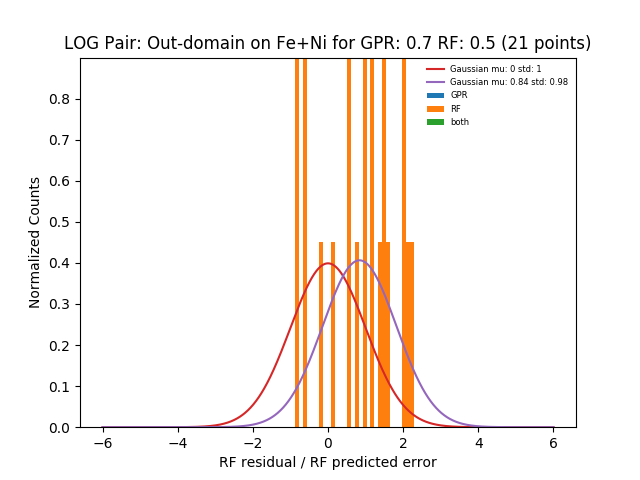 LOG Pair: Out-domain on Fe+Ni for GPR: 0.7 RF: 0.5 (21 points)
Gaussian mu: 0 std: 1
Gaussian mu: 0.84 std: 0.98
GPR
RF
both
Normalized Counts
0.8
0.7
0.6
0.5
0.4
0.3
0.2
0.1
0.0
−6
−4
−2
0
2
4
6
RF residual / RF predicted error